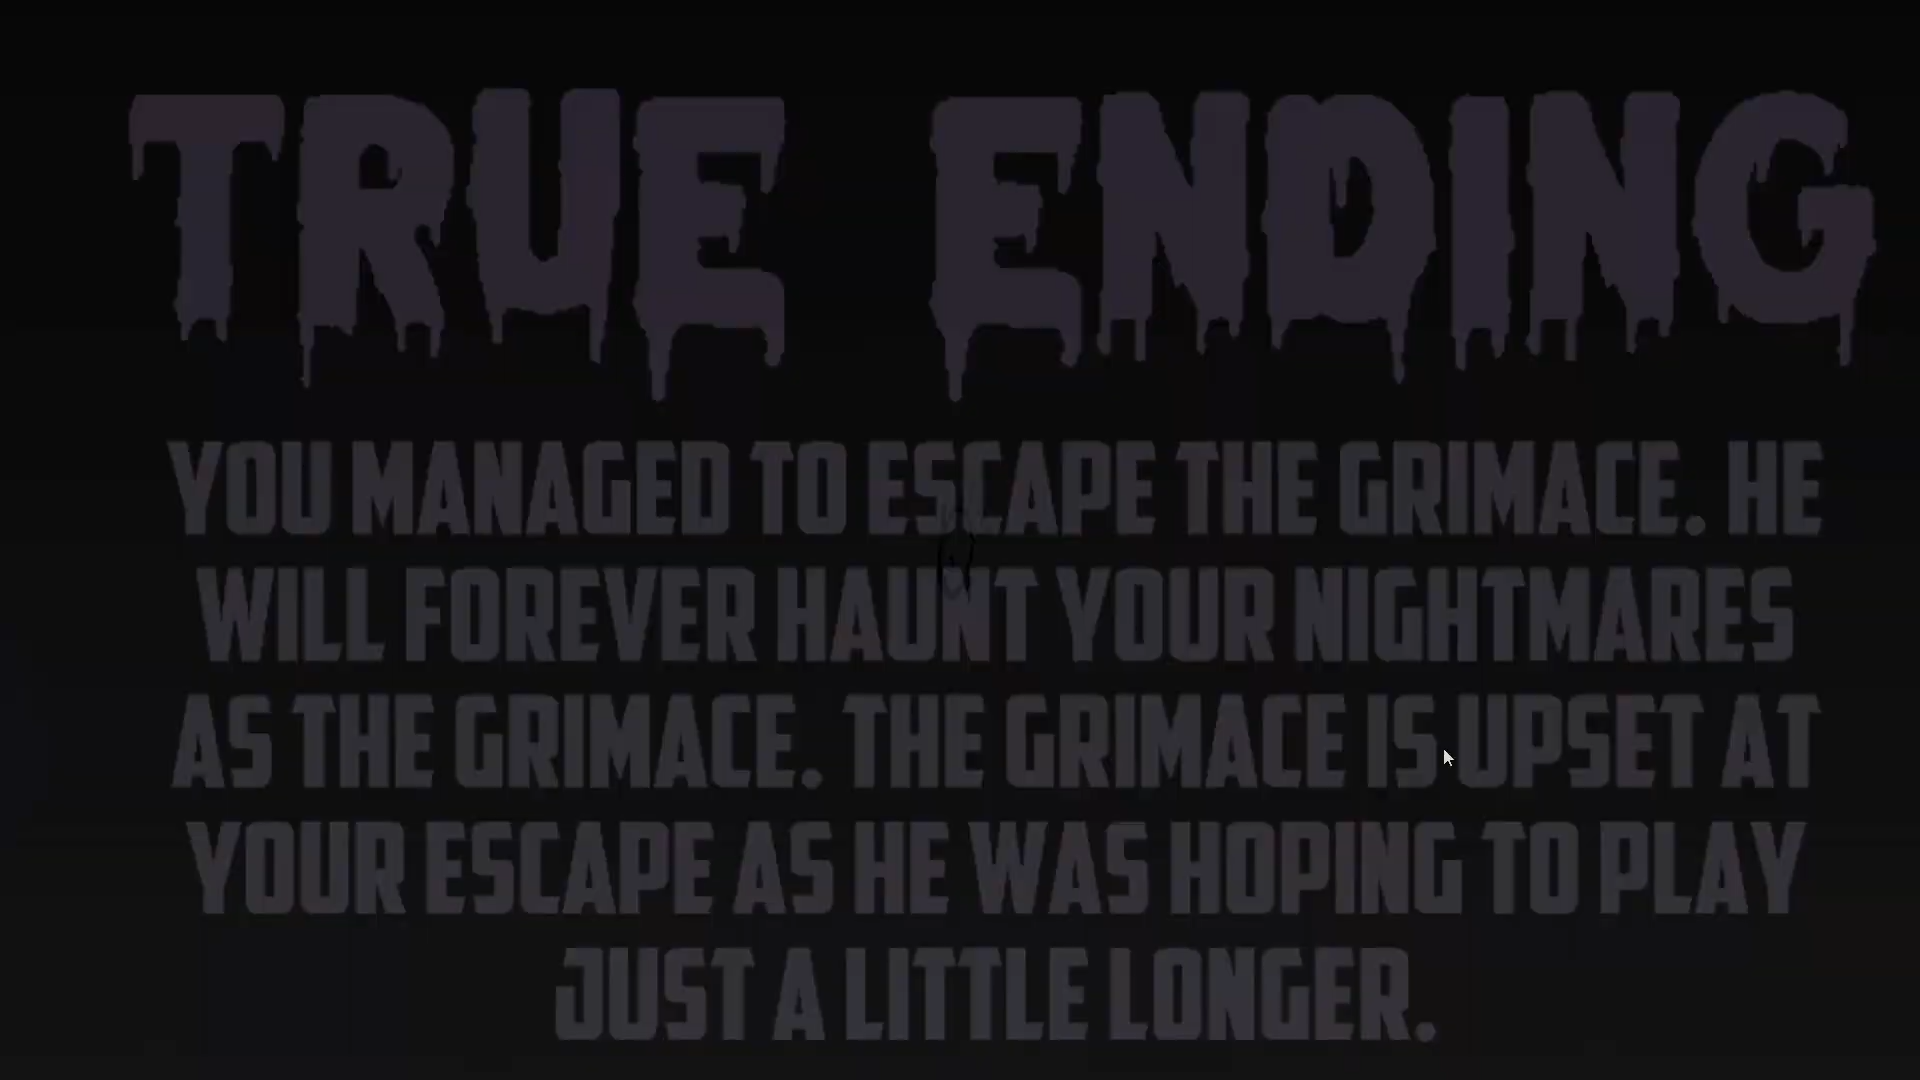 TRUE ENDING
YOU MANAGED TO ESCAPE THE GRIMACE. HE
WILL FOREVER HAUNT YOUR NIGHTMARES
AS THE GRIMACE. THE GRIMACE IS UPSET AT
YOUR ESCAPE AS HE WAS HOPING TO PLAY
JUST A LITTLE LONGER.